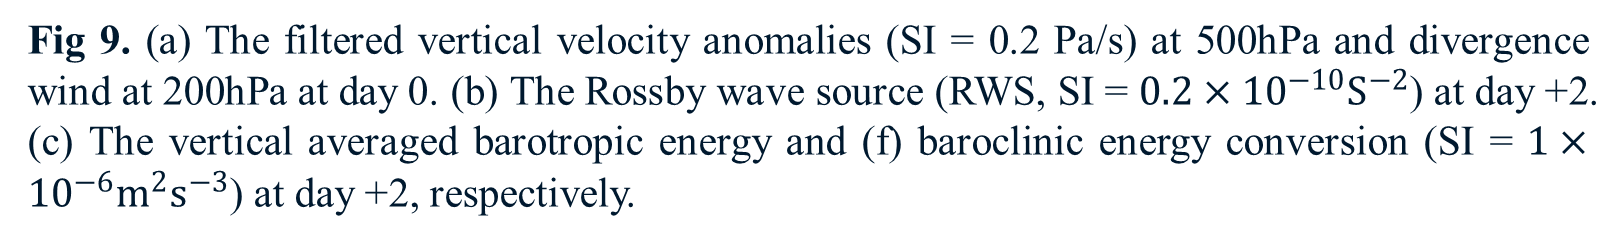 Fig 9. (a) The filtered vertical velocity anomalies (SI = 0.2 Pa/s) at 500hPa and divergence
wind at 200hPa at day 0. (b) The Rossby wave source (RWS, SI = 0.2 × 10⁻¹⁰S⁻²) at day +2.
(c) The vertical averaged barotropic energy and (f) baroclinic energy conversion (SI = 1 ×
10⁻⁶m²s⁻³) at day +2, respectively.